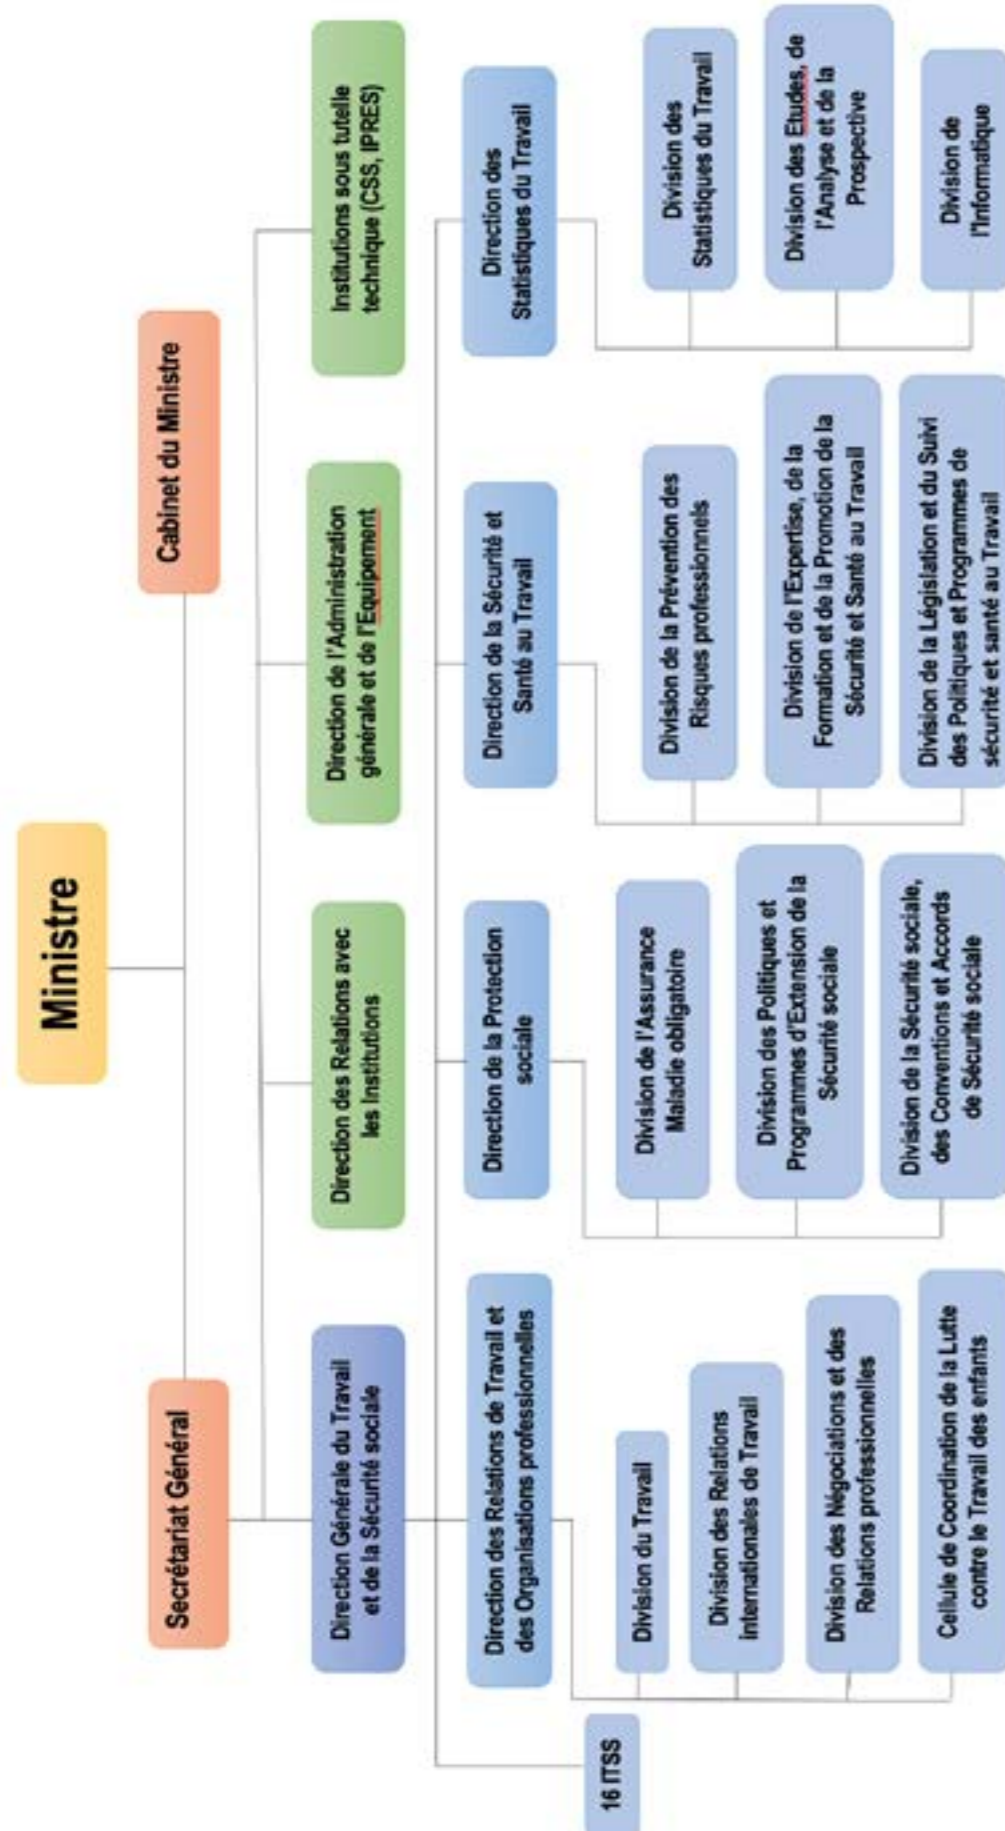 Ministre
Secrétariat Général
Cabinet du Ministre
Direction Générale du Travail
et de la Sécurité sociale
Direction des Relations avec
les Institutions
Direction de l'Administration
générale et de l'Equipement
Institutions sous tutelle
technique (CSS, IPRES)
16 ITSS
Direction des Relations de Travail et
des Organisations professionnelles
Division du Travail
Division des Relations
internationales de Travail
Division des Négociations et des
Relations professionnelles
Cellule de Coordination de la Lutte
contre le Travail des enfants
Direction de la Protection
sociale
Division de l'Assurance
Maladie obligatoire
Division des Politiques et
Programmes d'Extension de la
Sécurité sociale
Division de la Sécurité sociale,
des Conventions et Accords
de Sécurité sociale
Direction de la Sécurité et
Santé au Travail
Division de la Prévention des
Risques professionnels
Division de l'Expertise, de la
Formation et de la Promotion de la
Sécurité et Santé au Travail
Division de la Législation et du Suivi
des Politiques et Programmes de
sécurité et santé au Travail
Direction des
Statistiques du Travail
Division des
Statistiques du Travail
Division des Etudes, de
l'Analyse et de la
Prospective
Division de
l'Informatique